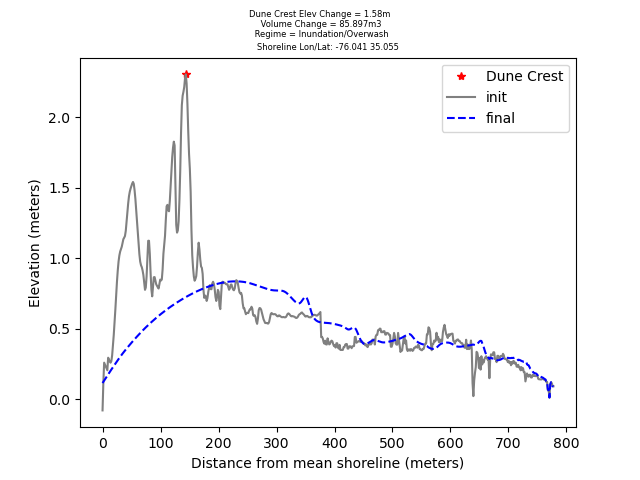 Dune Crest Elev Change = 1.58m
Volume Change = 85.897m3
Regime = Inundation/Overwash
Shoreline Lon/Lat: -76.041 35.055
Dune Crest
init
final
Elevation (meters)
2.0
1.5
1.0
0.5
0.0
0 100 200 300 400 500 600 700 800
Distance from mean shoreline (meters)